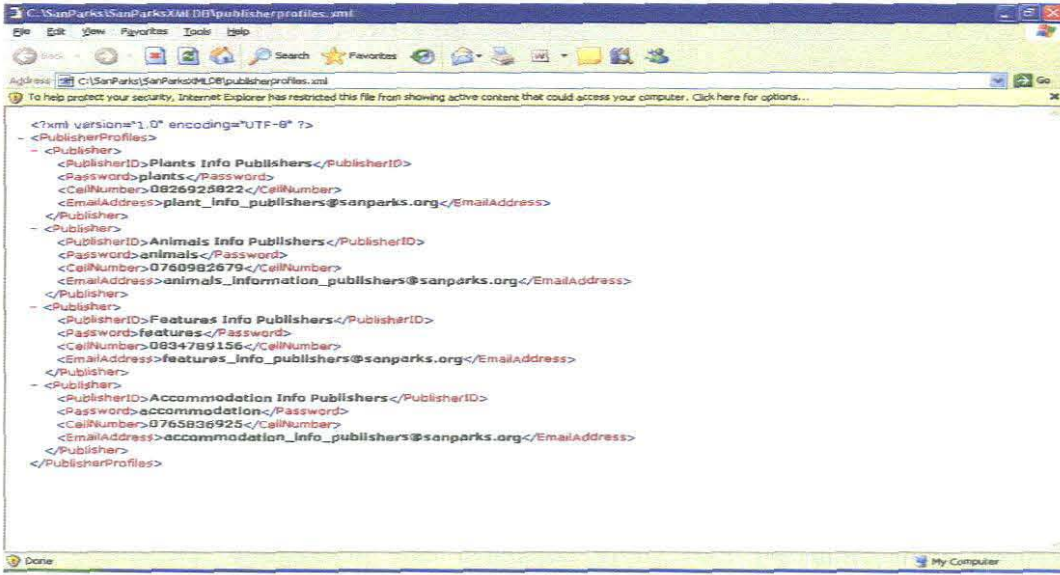 C:\SanParks\SanParksXMLDB\publisherprofiles.xml
File Edit View Favorites Tools Help
Back Search Favorites
Address C:\SanParks\SanParksXMLDB\publisherprofiles.xml Go
To help protect your security, Internet Explorer has restricted this file from showing active content that could access your computer. Click here for options...
<?xml version="1.0" encoding="UTF-8" ?>
- <PublisherProfiles>
- <Publisher>
<PublisherID>Plants Info Publishers</PublisherID>
<Password>plants</Password>
<CellNumber>0826925822</CellNumber>
<EmailAddress>plant_info_publishers@sanparks.org</EmailAddress>
</Publisher>
- <Publisher>
<PublisherID>Animals Info Publishers</PublisherID>
<Password>animals</Password>
<CellNumber>0760982679</CellNumber>
<EmailAddress>animals_information_publishers@sanparks.org</EmailAddress>
</Publisher>
- <Publisher>
<PublisherID>Features Info Publishers</PublisherID>
<Password>features</Password>
<CellNumber>0834789156</CellNumber>
<EmailAddress>features_info_publishers@sanparks.org</EmailAddress>
</Publisher>
- <Publisher>
<PublisherID>Accommodation Info Publishers</PublisherID>
<Password>accommodation</Password>
<CellNumber>0765836925</CellNumber>
<EmailAddress>accommodation_info_publishers@sanparks.org</EmailAddress>
</Publisher>
</PublisherProfiles>
Done My Computer